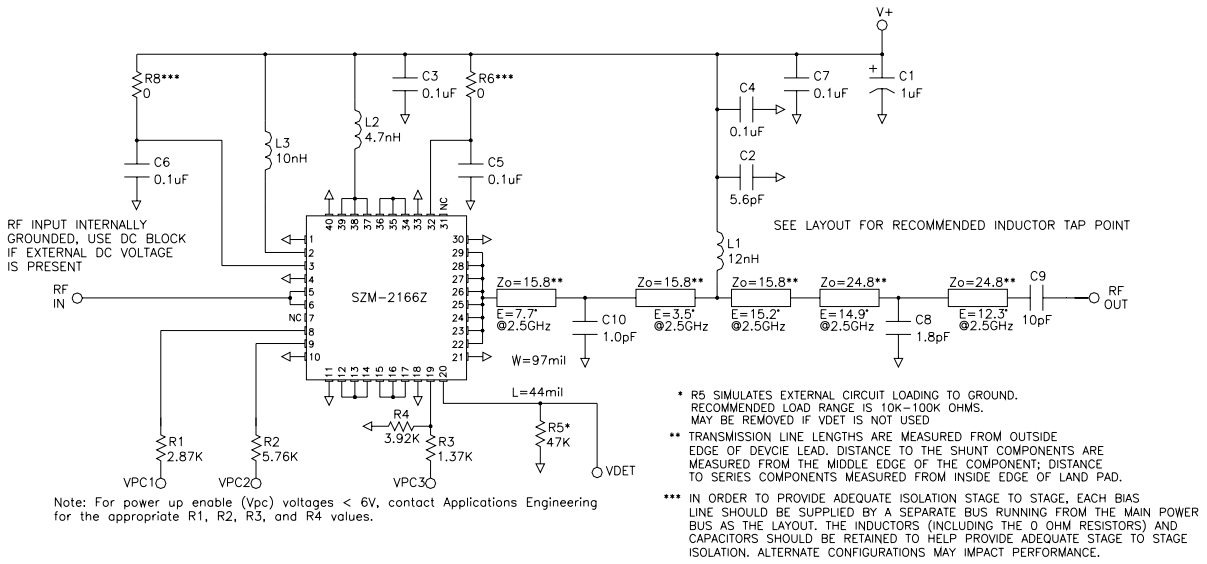 V+
R8***
0
C3
0.1uF
R6***
0
C7
0.1uF
+
C1
1uF
C4
0.1uF
L2
4.7nH
L3
10nH
C6
0.1uF
C5
0.1uF
C2
5.6pF
RF INPUT INTERNALLY
GROUNDED, USE DC BLOCK
IF EXTERNAL DC VOLTAGE
IS PRESENT
40 39 38 37 36 35 34 33 32 31 NC
SEE LAYOUT FOR RECOMMENDED INDUCTOR TAP POINT
L1
12nH
1
2
3
4
5
6
NC 7
8
9
10
SZM-2166Z
30
29
28
27
26
25
24
23
22
21
11 12 13 14 15 16 17 18 19 20
RF
IN
Zo=15.8**
E=7.7°
@2.5GHz
C10
1.0pF
Zo=15.8**
E=3.5°
@2.5GHz
Zo=15.8**
E=15.2°
@2.5GHz
Zo=24.8**
E=14.9°
@2.5GHz
C8
1.8pF
Zo=24.8**
E=12.3°
@2.5GHz
C9
10pF
RF
OUT
W=97mil
L=44mil
R4
3.92K
R5*
47K
R1
2.87K
R2
5.76K
R3
1.37K
VPC1
VPC2
VPC3
VDET
Note: For power up enable (Vpc) voltages < 6V, contact Applications Engineering
for the appropriate R1, R2, R3, and R4 values.
* R5 SIMULATES EXTERNAL CIRCUIT LOADING TO GROUND.
RECOMMENDED LOAD RANGE IS 10K-100K OHMS.
MAY BE REMOVED IF VDET IS NOT USED
** TRANSMISSION LINE LENGTHS ARE MEASURED FROM OUTSIDE
EDGE OF DEVCIE LEAD. DISTANCE TO THE SHUNT COMPONENTS ARE
MEASURED FROM THE MIDDLE EDGE OF THE COMPONENT; DISTANCE
TO SERIES COMPONENTS MEASURED FROM INSIDE EDGE OF LAND PAD.
*** IN ORDER TO PROVIDE ADEQUATE ISOLATION STAGE TO STAGE, EACH BIAS
LINE SHOULD BE SUPPLIED BY A SEPARATE BUS RUNNING FROM THE MAIN POWER
BUS AS THE LAYOUT. THE INDUCTORS (INCLUDING THE 0 OHM RESISTORS) AND
CAPACITORS SHOULD BE RETAINED TO HELP PROVIDE ADEQUATE STAGE TO STAGE
ISOLATION. ALTERNATE CONFIGURATIONS MAY IMPACT PERFORMANCE.